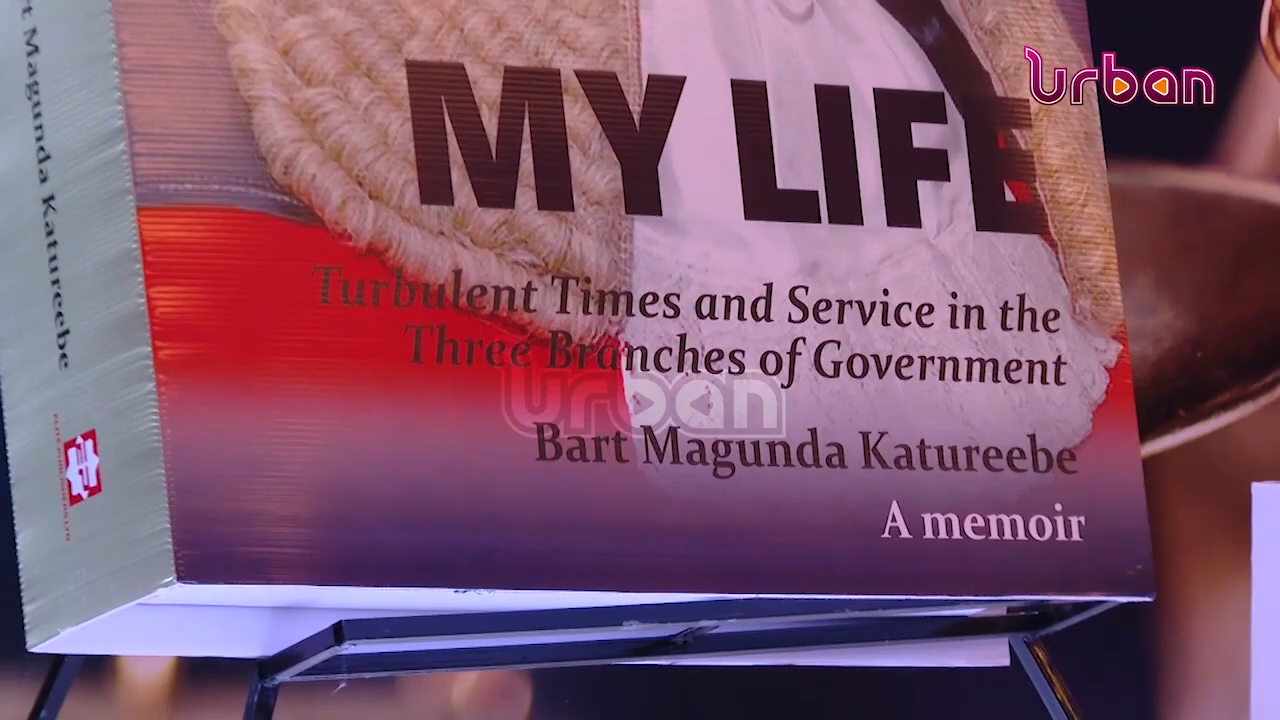 urban
MY LIFE
Turbulent Times and Service in the
Three Branches of Government
urban
Bart Magunda Katureebe
A memoir
Magunda Katureebe